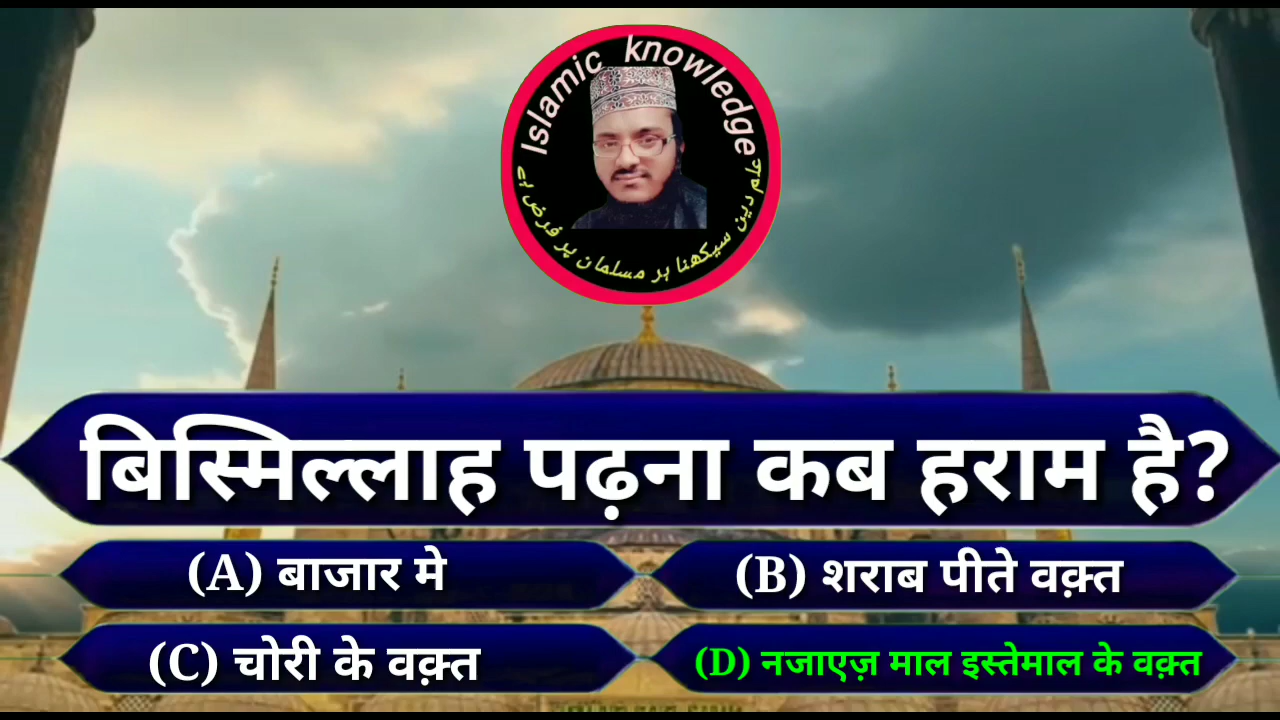 Islamic knowledge
علم دین سیکھنا ہر مسلمان پر فرض ہے
बिस्मिल्लाह पढ़ना कब हराम है?
(A) बाजार मे
(B) शराब पीते वक़्त
(C) चोरी के वक़्त
(D) नजाएज़ माल इस्तेमाल के वक़्त